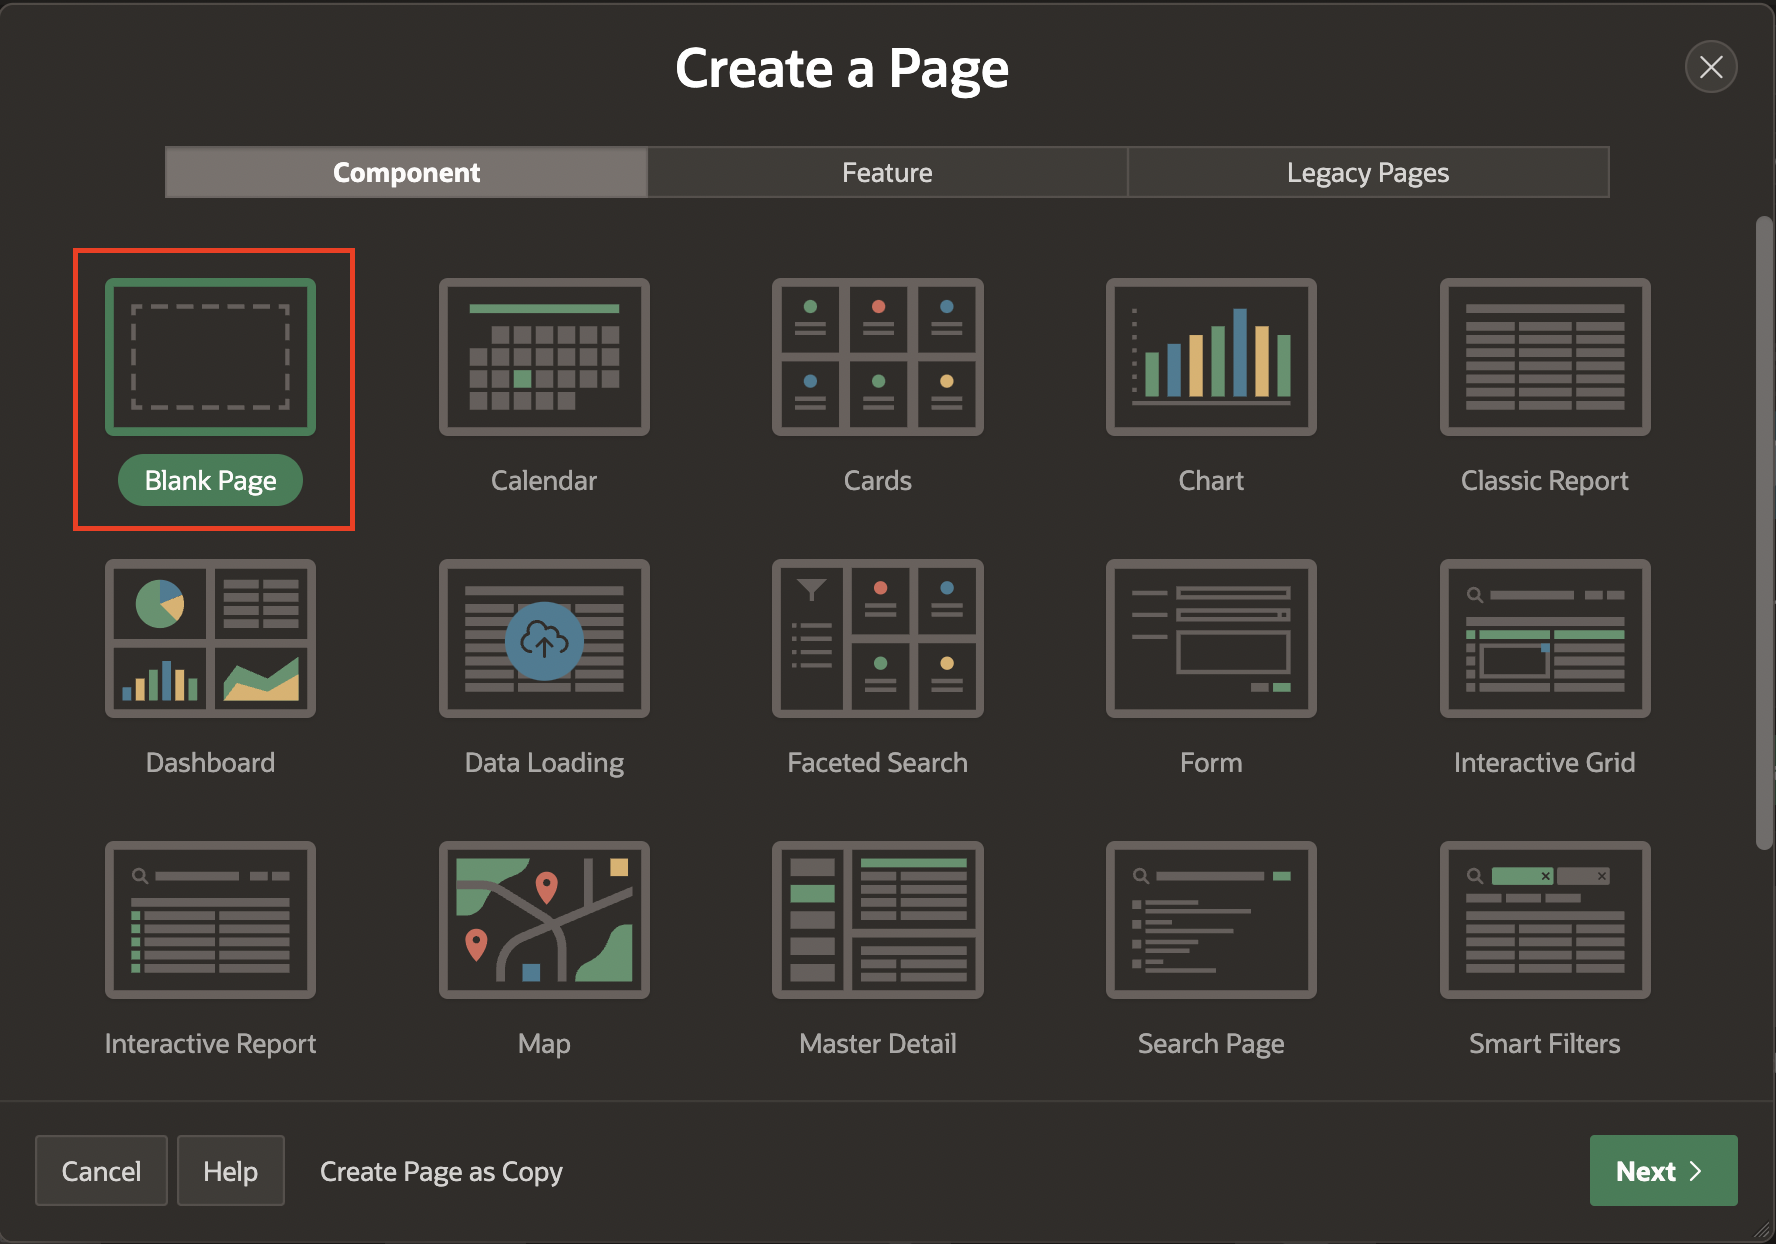 Create a Page
Component Feature Legacy Pages
Blank Page Calendar Cards Chart Classic Report
Dashboard Data Loading Faceted Search Form Interactive Grid
Interactive Report Map Master Detail Search Page Smart Filters
Cancel Help Create Page as Copy Next